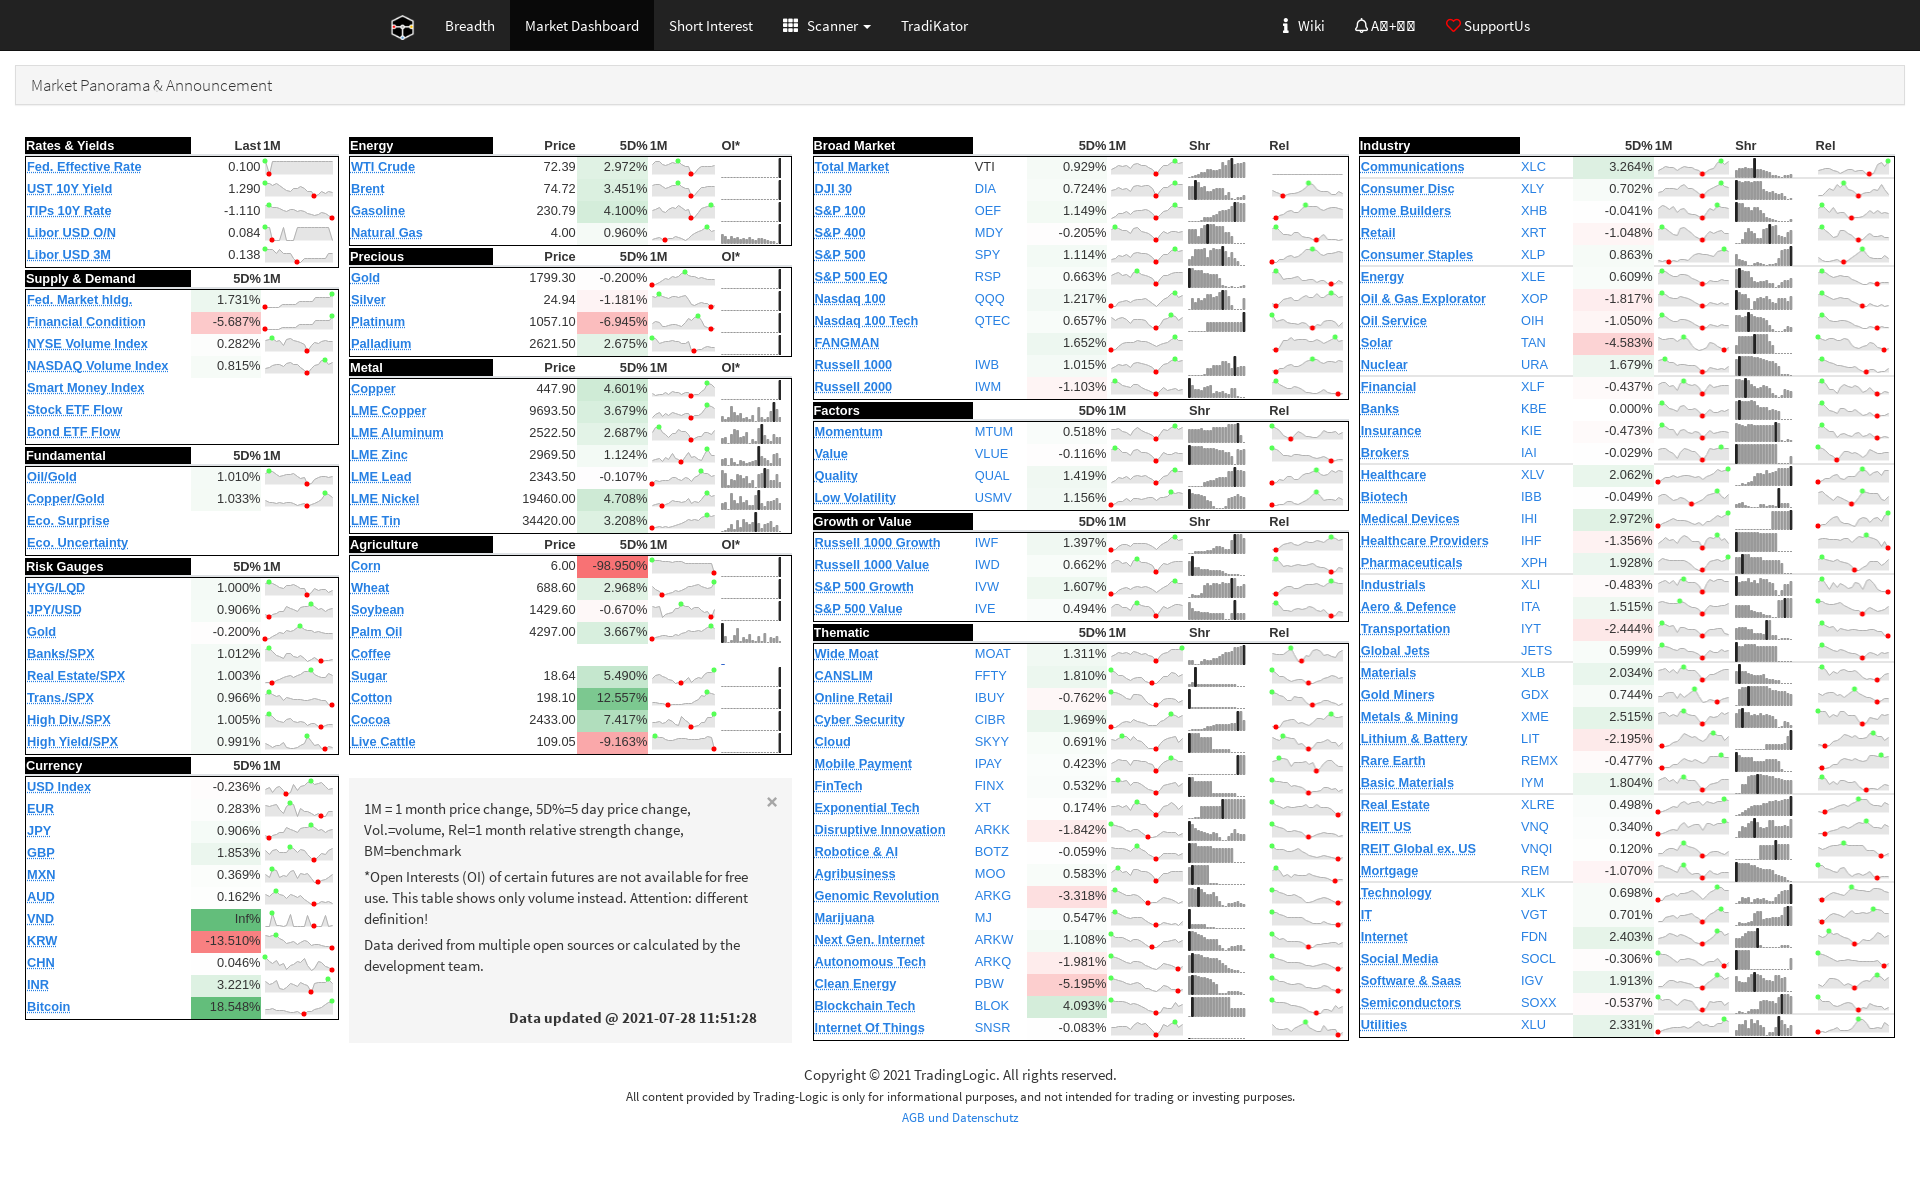 Breadth Market Dashboard Short Interest Scanner TradiKator Wiki SupportUs
Market Panorama & Announcement
Rates & Yields Last 1M
Fed. Effective Rate 0.100
UST 10Y Yield 1.290
TIPs 10Y Rate -1.110
Libor USD O/N 0.084
Libor USD 3M 0.138
Supply & Demand 5D% 1M
Fed. Market hldg. 1.731%
Financial Condition -5.687%
NYSE Volume Index 0.282%
NASDAQ Volume Index 0.815%
Smart Money Index
Stock ETF Flow
Bond ETF Flow
Fundamental 5D% 1M
Oil/Gold 1.010%
Copper/Gold 1.033%
Eco. Surprise
Eco. Uncertainty
Risk Gauges 5D% 1M
HYG/LQD 1.000%
JPY/USD 0.906%
Gold -0.200%
Banks/SPX 1.012%
Real Estate/SPX 1.003%
Trans./SPX 0.966%
High Div./SPX 1.005%
High Yield/SPX 0.991%
Currency 5D% 1M
USD Index -0.236%
EUR 0.283%
JPY 0.906%
GBP 1.853%
MXN 0.369%
AUD 0.162%
VND Inf%
KRW -13.510%
CHN 0.046%
INR 3.221%
Bitcoin 18.548%
Energy Price 5D% 1M OI*
WTI Crude 72.39 2.972%
Brent 74.72 3.451%
Gasoline 230.79 4.100%
Natural Gas 4.00 0.960%
Precious Price 5D% 1M OI*
Gold 1799.30 -0.200%
Silver 24.94 -1.181%
Platinum 1057.10 -6.945%
Palladium 2621.50 2.675%
Metal Price 5D% 1M OI*
Copper 447.90 4.601%
LME Copper 9693.50 3.679%
LME Aluminum 2522.50 2.687%
LME Zinc 2969.50 1.124%
LME Lead 2343.50 -0.107%
LME Nickel 19460.00 4.708%
LME Tin 34420.00 3.208%
Agriculture Price 5D% 1M OI*
Corn 6.00 -98.950%
Wheat 688.60 2.968%
Soybean 1429.60 -0.670%
Palm Oil 4297.00 3.667%
Coffee -
Sugar 18.64 5.490%
Cotton 198.10 12.557%
Cocoa 2433.00 7.417%
Live Cattle 109.05 -9.163%
×
1M = 1 month price change, 5D%=5 day price change,
Vol.=volume, Rel=1 month relative strength change,
BM=benchmark
*Open Interests (OI) of certain futures are not available for free
use. This table shows only volume instead. Attention: different
definition!
Data derived from multiple open sources or calculated by the
development team.
Data updated @ 2021-07-28 11:51:28
Broad Market 5D% 1M Shr Rel
Total Market VTI 0.929%
DJI 30 DIA 0.724%
S&P 100 OEF 1.149%
S&P 400 MDY -0.205%
S&P 500 SPY 1.114%
S&P 500 EQ RSP 0.663%
Nasdaq 100 QQQ 1.217%
Nasdaq 100 Tech QTEC 0.657%
FANGMAN 1.652%
Russell 1000 IWB 1.015%
Russell 2000 IWM -1.103%
Factors 5D% 1M Shr Rel
Momentum MTUM 0.518%
Value VLUE -0.116%
Quality QUAL 1.419%
Low Volatility USMV 1.156%
Growth or Value 5D% 1M Shr Rel
Russell 1000 Growth IWF 1.397%
Russell 1000 Value IWD 0.662%
S&P 500 Growth IVW 1.607%
S&P 500 Value IVE 0.494%
Thematic 5D% 1M Shr Rel
Wide Moat MOAT 1.311%
CANSLIM FFTY 1.810%
Online Retail IBUY -0.762%
Cyber Security CIBR 1.969%
Cloud SKYY 0.691%
Mobile Payment IPAY 0.423%
FinTech FINX 0.532%
Exponential Tech XT 0.174%
Disruptive Innovation ARKK -1.842%
Robotice & AI BOTZ -0.059%
Agribusiness MOO 0.583%
Genomic Revolution ARKG -3.318%
Marijuana MJ 0.547%
Next Gen. Internet ARKW 1.108%
Autonomous Tech ARKQ -1.981%
Clean Energy PBW -5.195%
Blockchain Tech BLOK 4.093%
Internet Of Things SNSR -0.083%
Industry 5D% 1M Shr Rel
Communications XLC 3.264%
Consumer Disc XLY 0.702%
Home Builders XHB -0.041%
Retail XRT -1.048%
Consumer Staples XLP 0.863%
Energy XLE 0.609%
Oil & Gas Explorator XOP -1.817%
Oil Service OIH -1.050%
Solar TAN -4.583%
Nuclear URA 1.679%
Financial XLF -0.437%
Banks KBE 0.000%
Insurance KIE -0.473%
Brokers IAI -0.029%
Healthcare XLV 2.062%
Biotech IBB -0.049%
Medical Devices IHI 2.972%
Healthcare Providers IHF -1.356%
Pharmaceuticals XPH 1.928%
Industrials XLI -0.483%
Aero & Defence ITA 1.515%
Transportation IYT -2.444%
Global Jets JETS 0.599%
Materials XLB 2.034%
Gold Miners GDX 0.744%
Metals & Mining XME 2.515%
Lithium & Battery LIT -2.195%
Rare Earth REMX -0.477%
Basic Materials IYM 1.804%
Real Estate XLRE 0.498%
REIT US VNQ 0.340%
REIT Global ex. US VNQI 0.120%
Mortgage REM -1.070%
Technology XLK 0.698%
IT VGT 0.701%
Internet FDN 2.403%
Social Media SOCL -0.306%
Software & Saas IGV 1.913%
Semiconductors SOXX -0.537%
Utilities XLU 2.331%
Copyright © 2021 TradingLogic. All rights reserved.
All content provided by Trading-Logic is only for informational purposes, and not intended for trading or investing purposes.
AGB und Datenschutz